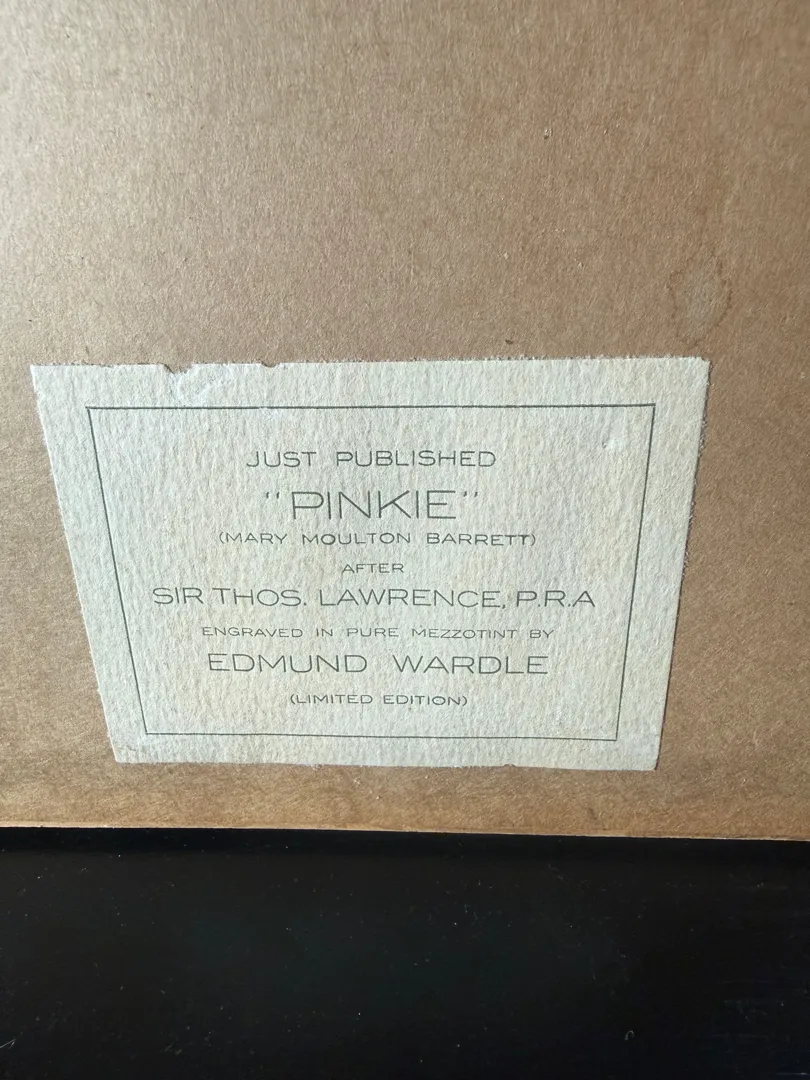 JUST PUBLISHED
"PINKIE"
(MARY MOULTON BARRETT)
AFTER
SIR THOS. LAWRENCE, P.R.A
ENGRAVED IN PURE MEZZOTINT BY
EDMUND WARDLE
(LIMITED EDITION)